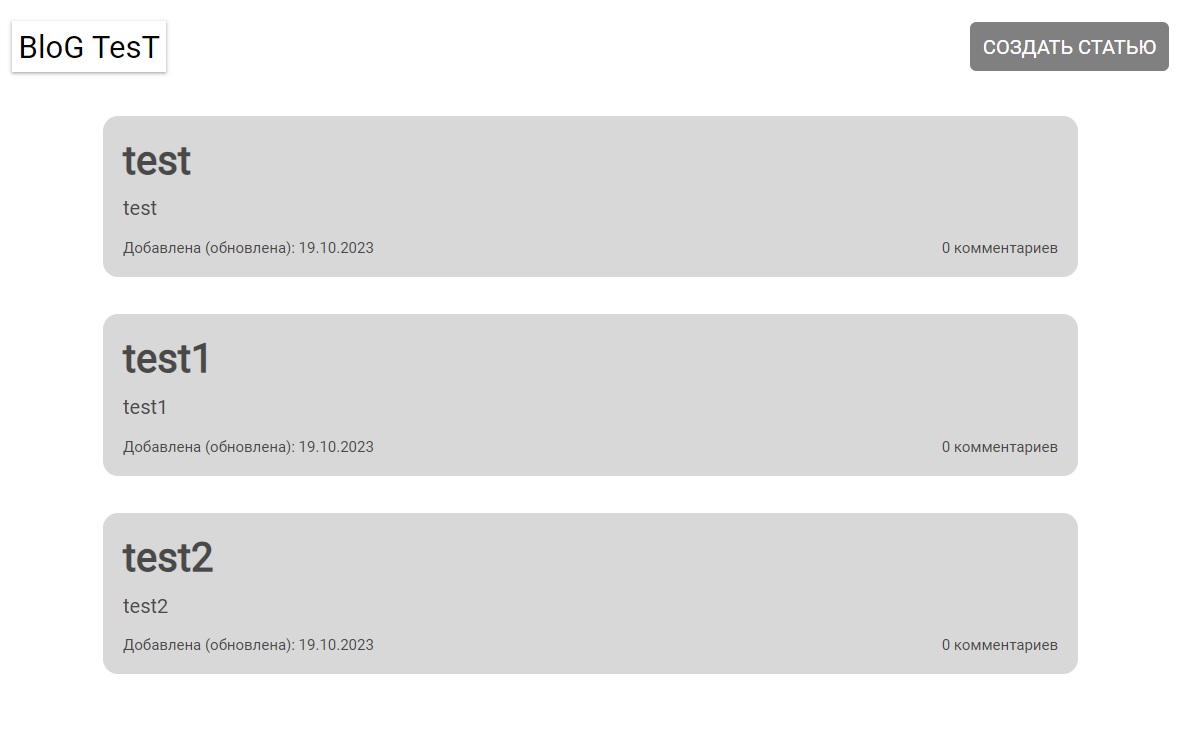 BloG TesT
СОЗДАТЬ СТАТЬЮ
test
test
Добавлена (обновлена): 19.10.2023
0 комментариев
test1
test1
Добавлена (обновлена): 19.10.2023
0 комментариев
test2
test2
Добавлена (обновлена): 19.10.2023
0 комментариев